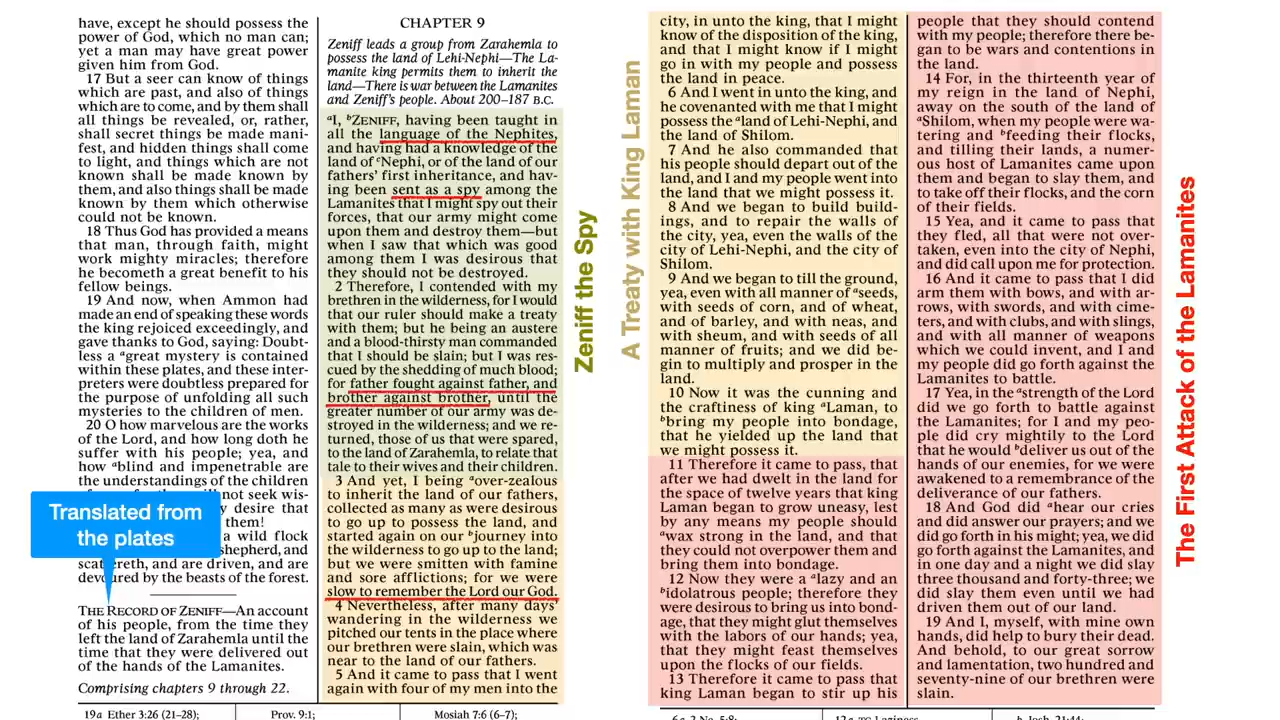 have, except he should possess the
power of God, which no man can;
yet a man may have great power
given him from God.
17 But a seer can know of things
which are past, and also of things
which are to come, and by them shall
all things be revealed, or, rather,
shall secret things be made mani-
fest, and hidden things shall come
to light, and things which are not
known shall be made known by
them, and also things shall be made
known by them which otherwise
could not be known.
18 Thus God has provided a means
that man, through faith, might
work mighty miracles; therefore
he becometh a great benefit to his
fellow beings.
19 And now, when Ammon had
made an end of speaking these words
the king rejoiced exceedingly, and
gave thanks to God, saying: Doubt-
less a ᵃgreat mystery is contained
within these plates, and these inter-
preters were doubtless prepared for
the purpose of unfolding all such
mysteries to the children of men.
20 O how marvelous are the works
of the Lord, and how long doth he
suffer with his people; yea, and
how ᵃblind and impenetrable are
the understandings of the children
not seek wis-
desire that
them!
a wild flock
shepherd, and
scattereth, and are driven, and are
devoured by the beasts of the forest.
Translated from
the plates
THE RECORD OF ZENIFF—An account
of his people, from the time they
left the land of Zarahemla until the
time that they were delivered out
of the hands of the Lamanites.
Comprising chapters 9 through 22.
19a Ether 3:26 (21–28);
Prov. 9:1;
Mosiah 7:6 (6–7);
CHAPTER 9
Zeniff leads a group from Zarahemla to
possess the land of Lehi-Nephi—The La-
manite king permits them to inherit the
land—There is war between the Lamanites
and Zeniff's people. About 200–187 B.C.
ᵃI, ᵇZENIFF, having been taught in
all the language of the Nephites,
and having had a knowledge of the
land of ᶜNephi, or of the land of our
fathers' first inheritance, and hav-
ing been sent as a spy among the
Lamanites that I might spy out their
forces, that our army might come
upon them and destroy them—but
when I saw that which was good
among them I was desirous that
they should not be destroyed.
2 Therefore, I contended with my
brethren in the wilderness, for I would
that our ruler should make a treaty
with them; but he being an austere
and a blood-thirsty man commanded
that I should be slain; but I was res-
cued by the shedding of much blood;
for father fought against father, and
brother against brother, until the
greater number of our army was de-
stroyed in the wilderness; and we re-
turned, those of us that were spared,
to the land of Zarahemla, to relate that
tale to their wives and their children.
3 And yet, I being ᵃover-zealous
to inherit the land of our fathers,
collected as many as were desirous
to go up to possess the land, and
started again on our ᵇjourney into
the wilderness to go up to the land;
but we were smitten with famine
and sore afflictions; for we were
slow to remember the Lord our God.
4 Nevertheless, after many days'
wandering in the wilderness we
pitched our tents in the place where
our brethren were slain, which was
near to the land of our fathers.
5 And it came to pass that I went
again with four of my men into the
Zeniff the Spy
A Treaty with King Laman
city, in unto the king, that I might
know of the disposition of the king,
and that I might know if I might
go in with my people and possess
the land in peace.
6 And I went in unto the king, and
he covenanted with me that I might
possess the ᵃland of Lehi-Nephi, and
the land of Shilom.
7 And he also commanded that
his people should depart out of the
land, and I and my people went into
the land that we might possess it.
8 And we began to build build-
ings, and to repair the walls of
the city, yea, even the walls of the
city of Lehi-Nephi, and the city of
Shilom.
9 And we began to till the ground,
yea, even with all manner of ᵃseeds,
with seeds of corn, and of wheat,
and of barley, and with neas, and
with sheum, and with seeds of all
manner of fruits; and we did be-
gin to multiply and prosper in the
land.
10 Now it was the cunning and
the craftiness of king ᵃLaman, to
ᵇbring my people into bondage,
that he yielded up the land that
we might possess it.
11 Therefore it came to pass, that
after we had dwelt in the land for
the space of twelve years that king
Laman began to grow uneasy, lest
by any means my people should
ᵃwax strong in the land, and that
they could not overpower them and
bring them into bondage.
12 Now they were a ᵃlazy and an
ᵇidolatrous people; therefore they
were desirous to bring us into bond-
age, that they might glut themselves
with the labors of our hands; yea,
that they might feast themselves
upon the flocks of our fields.
13 Therefore it came to pass that
king Laman began to stir up his
6a 2 Ne. 5:8;
12a TG Laziness
b Josh. 21:44;
people that they should contend
with my people; therefore there be-
gan to be wars and contentions in
the land.
14 For, in the thirteenth year of
my reign in the land of Nephi,
away on the south of the land of
ᵃShilom, when my people were wa-
tering and ᵇfeeding their flocks,
and tilling their lands, a numer-
ous host of Lamanites came upon
them and began to slay them, and
to take off their flocks, and the corn
of their fields.
15 Yea, and it came to pass that
they fled, all that were not over-
taken, even into the city of Nephi,
and did call upon me for protection.
16 And it came to pass that I did
arm them with bows, and with ar-
rows, with swords, and with cime-
ters, and with clubs, and with slings,
and with all manner of weapons
which we could invent, and I and
my people did go forth against the
Lamanites to battle.
17 Yea, in the ᵃstrength of the Lord
did we go forth to battle against
the Lamanites; for I and my peo-
ple did cry mightily to the Lord
that he would ᵇdeliver us out of the
hands of our enemies, for we were
awakened to a remembrance of the
deliverance of our fathers.
18 And God did ᵃhear our cries
and did answer our prayers; and we
did go forth in his might; yea, we did
go forth against the Lamanites, and
in one day and a night we did slay
three thousand and forty-three; we
did slay them even until we had
driven them out of our land.
19 And I, myself, with mine own
hands, did help to bury their dead.
And behold, to our great sorrow
and lamentation, two hundred and
seventy-nine of our brethren were
slain.
The First Attack of the Lamanites